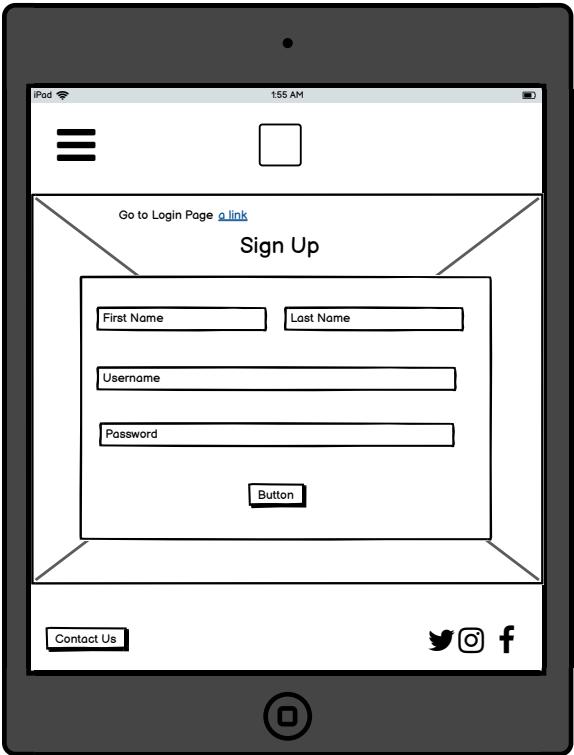 iPad 1:55 AM
Go to Login Page a link
Sign Up
First Name Last Name
Username
Password
Button
Contact Us